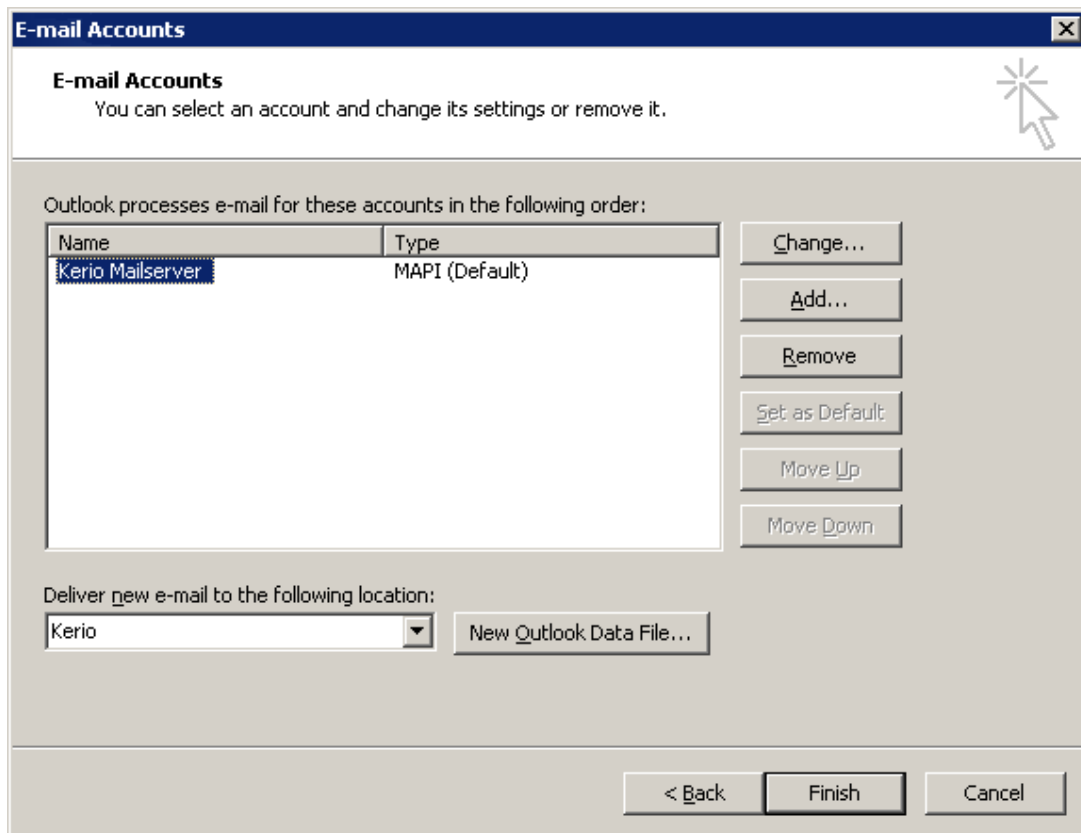 E-mail Accounts
E-mail Accounts
You can select an account and change its settings or remove it.
Outlook processes e-mail for these accounts in the following order:
Name Type
Kerio Mailserver MAPI (Default)
Change...
Add...
Remove
Set as Default
Move Up
Move Down
Deliver new e-mail to the following location:
Kerio New Outlook Data File...
< Back Finish Cancel